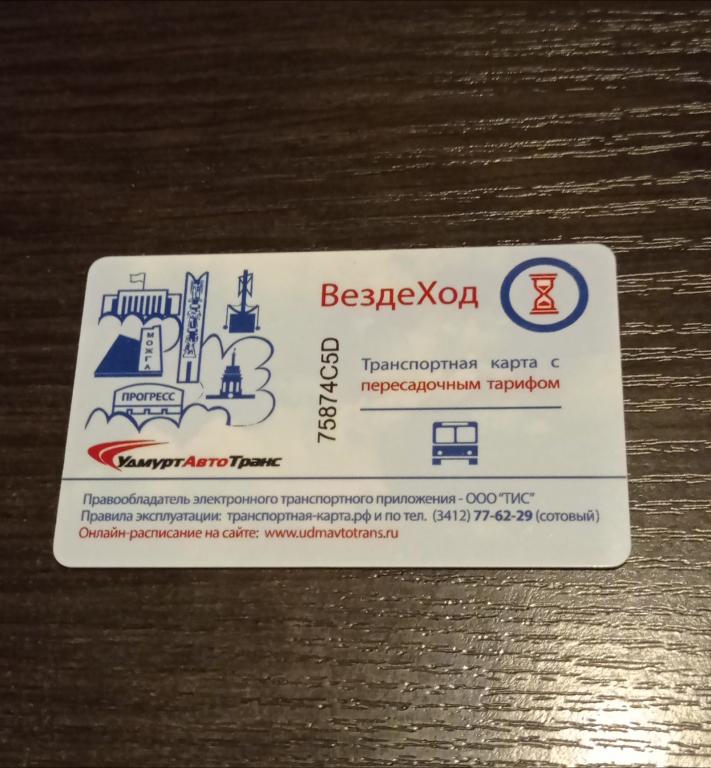 ВездеХод
МОЖГА
75874C5D
Транспортная карта с
пересадочным тарифом
ПРОГРЕСС
УдмуртАвтоТранс
Правообладатель электронного транспортного приложения - ООО "ТИС"
Правила эксплуатации: транспортная-карта.рф и по тел. (3412) 77-62-29 (сотовый)
Онлайн-расписание на сайте: www.udmavtotrans.ru